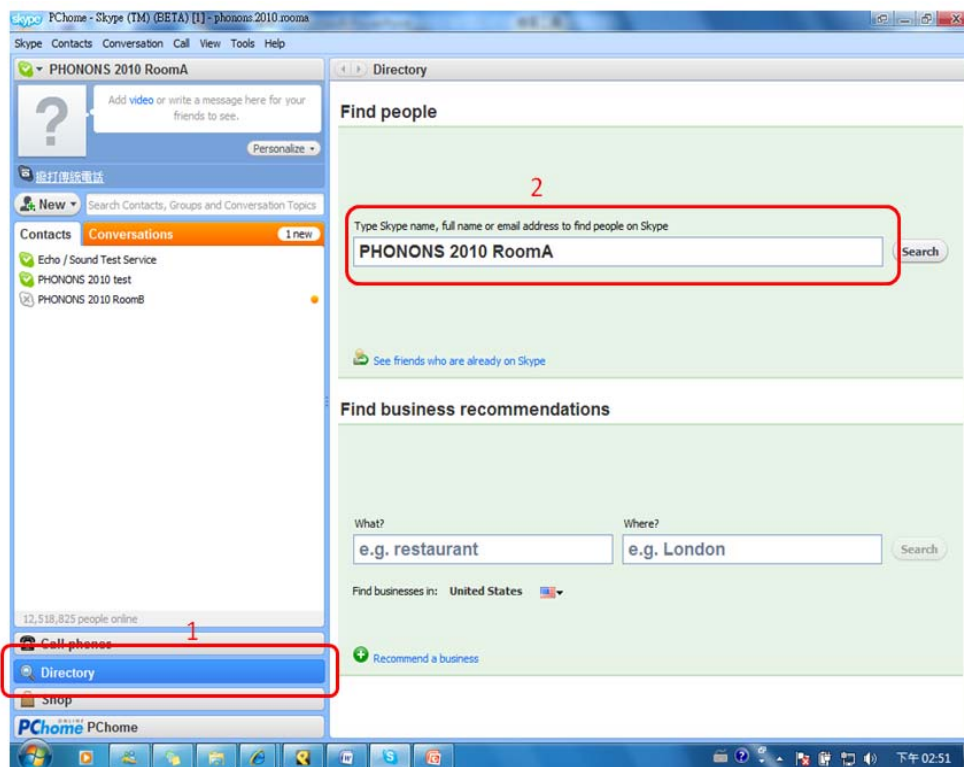 skype PChome - Skype (TM) (BETA) [1] - phonons.2010.rooma
Skype Contacts Conversation Call View Tools Help
PHONONS 2010 RoomA
Add video or write a message here for your
friends to see.
Personalize
撥打傳統電話
New Search Contacts, Groups and Conversation Topics
Contacts Conversations 1 new
Echo / Sound Test Service
PHONONS 2010 test
PHONONS 2010 RoomB
12,518,825 people online
1
Call phones
Directory
Shop
PChome ONLINE PChome
Directory
Find people
2
Type Skype name, full name or email address to find people on Skype
PHONONS 2010 RoomA
Search
See friends who are already on Skype
Find business recommendations
What? Where?
e.g. restaurant e.g. London Search
Find businesses in: United States
Recommend a business
下午 02:51